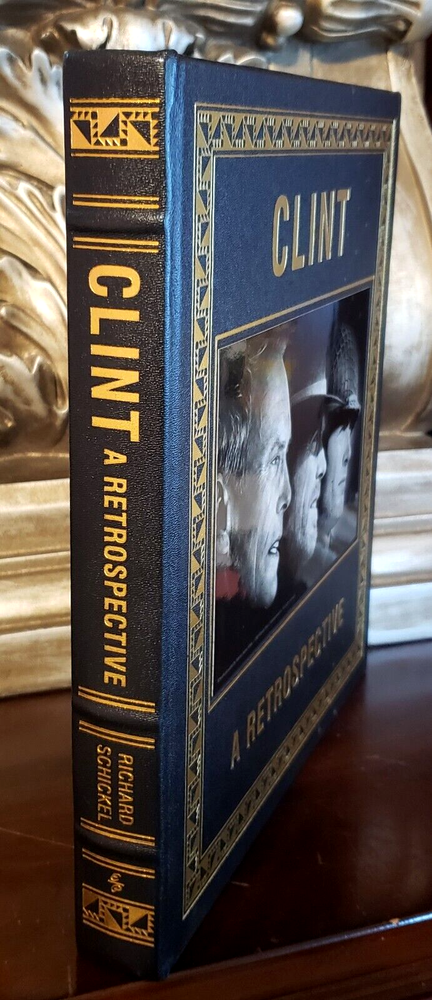 CLINT A RETROSPECTIVE
RICHARD
SCHICKEL
CLINT
A RETROSPECTIVE